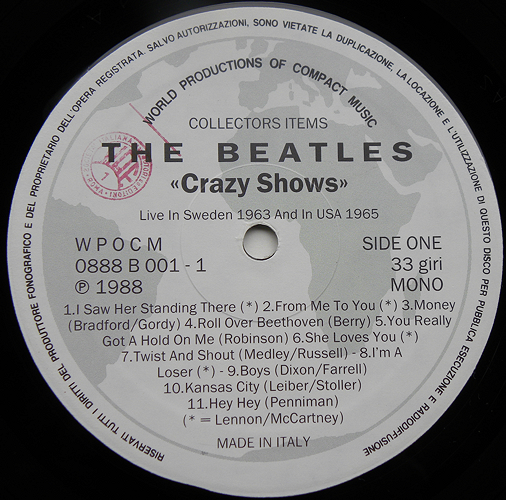 RISERVATI TUTTI I DIRITTI DEL PRODUTTORE FONOGRAFICO E DEL PROPRIETARIO DELL'OPERA REGISTRATA. SALVO AUTORIZZAZIONI, SONO VIETATE LA DUPLICAZIONE, LA LOCAZIONE E L'UTILIZZAZIONE DI QUESTO DISCO PER PUBBLICA ESECUZIONE E RADIODIFFUSIONE
WORLD PRODUCTIONS OF COMPACT MUSIC
COLLECTORS ITEMS
THE BEATLES
«Crazy Shows»
Live In Sweden 1963 And In USA 1965
WPOCM SIDE ONE
0888 B 001 - 1 33 giri
℗ 1988 MONO
1.I Saw Her Standing There (*) 2.From Me To You (*) 3.Money
(Bradford/Gordy) 4.Roll Over Beethoven (Berry) 5.You Really
Got A Hold On Me (Robinson) 6.She Loves You (*)
7.Twist And Shout (Medley/Russell) - 8.I'm A
Loser (*) - 9.Boys (Dixon/Farrell)
10.Kansas City (Leiber/Stoller)
11.Hey Hey (Penniman)
(* = Lennon/McCartney)
MADE IN ITALY